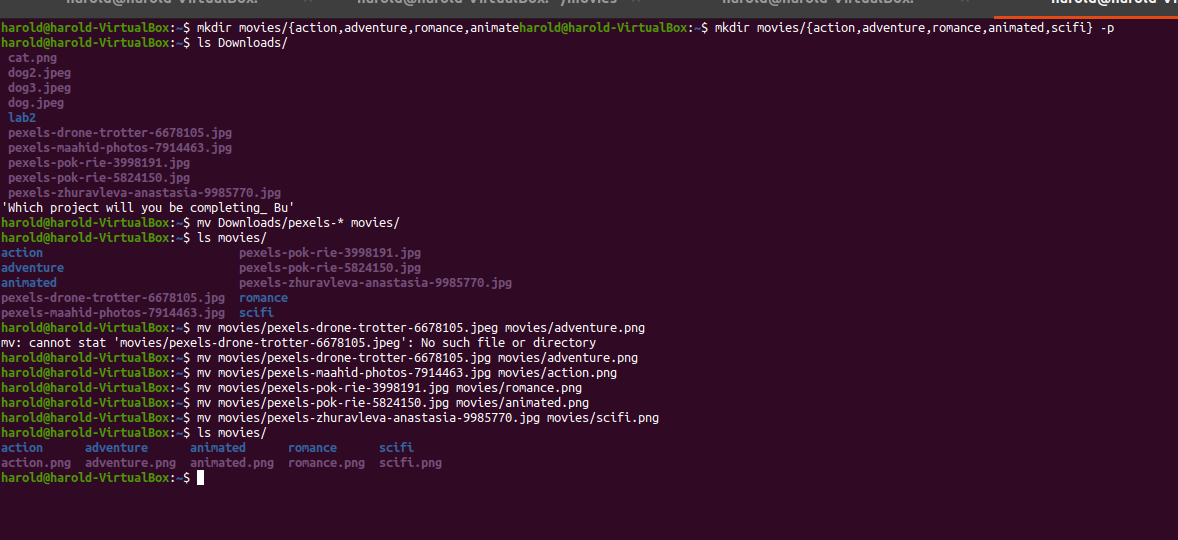 harold@harold-VirtualBox:~$ mkdir movies/{action,adventure,romance,animateharold@harold-VirtualBox:~$ mkdir movies/{action,adventure,romance,animated,scifi} -p
harold@harold-VirtualBox:~$ ls Downloads/
cat.png
dog2.jpeg
dog3.jpeg
dog.jpeg
lab2
pexels-drone-trotter-6678105.jpg
pexels-maahid-photos-7914463.jpg
pexels-pok-rie-3998191.jpg
pexels-pok-rie-5824150.jpg
pexels-zhuravleva-anastasia-9985770.jpg
'Which project will you be completing_ Bu'
harold@harold-VirtualBox:~$ mv Downloads/pexels-* movies/
harold@harold-VirtualBox:~$ ls movies/
action pexels-pok-rie-3998191.jpg
adventure pexels-pok-rie-5824150.jpg
animated pexels-zhuravleva-anastasia-9985770.jpg
pexels-drone-trotter-6678105.jpg romance
pexels-maahid-photos-7914463.jpg scifi
harold@harold-VirtualBox:~$ mv movies/pexels-drone-trotter-6678105.jpeg movies/adventure.png
mv: cannot stat 'movies/pexels-drone-trotter-6678105.jpeg': No such file or directory
harold@harold-VirtualBox:~$ mv movies/pexels-drone-trotter-6678105.jpg movies/adventure.png
harold@harold-VirtualBox:~$ mv movies/pexels-maahid-photos-7914463.jpg movies/action.png
harold@harold-VirtualBox:~$ mv movies/pexels-pok-rie-3998191.jpg movies/romance.png
harold@harold-VirtualBox:~$ mv movies/pexels-pok-rie-5824150.jpg movies/animated.png
harold@harold-VirtualBox:~$ mv movies/pexels-zhuravleva-anastasia-9985770.jpg movies/scifi.png
harold@harold-VirtualBox:~$ ls movies/
action adventure animated romance scifi
action.png adventure.png animated.png romance.png scifi.png
harold@harold-VirtualBox:~$